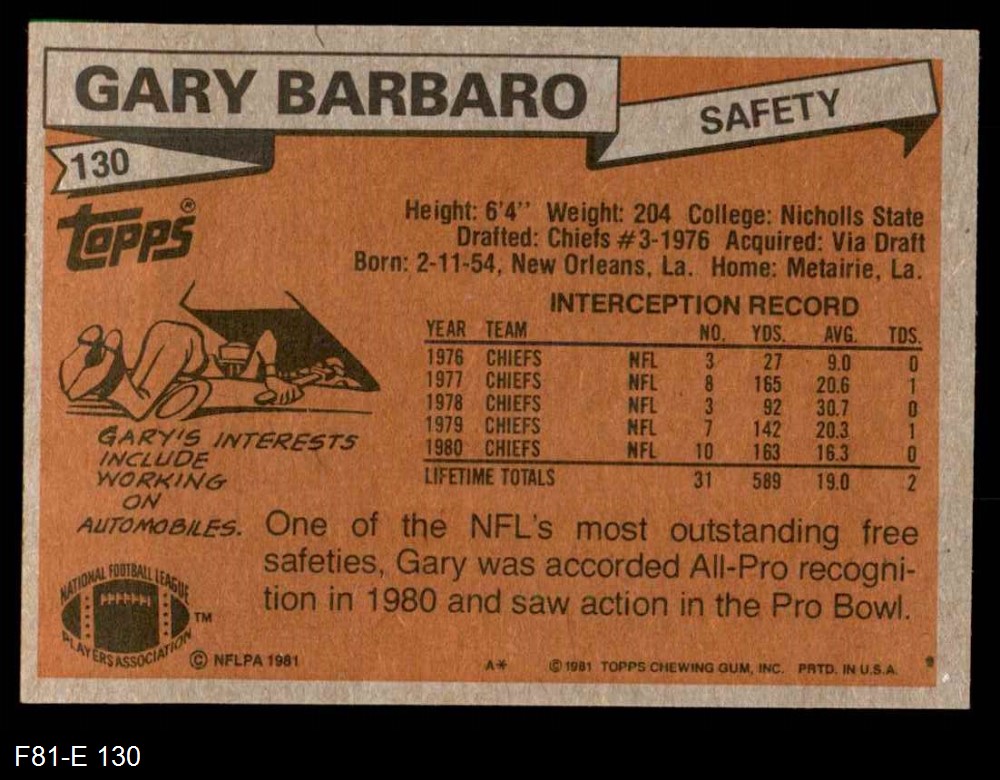 GARY BARBARO
SAFETY
130
TOPPS®
Height: 6'4'' Weight: 204 College: Nicholls State
Drafted: Chiefs #3-1976 Acquired: Via Draft
Born: 2-11-54, New Orleans, La. Home: Metairie, La.
INTERCEPTION RECORD
YEAR TEAM NO. YDS. AVG. TDS.
1976 CHIEFS NFL 3 27 9.0 0
1977 CHIEFS NFL 8 165 20.6 1
1978 CHIEFS NFL 3 92 30.7 0
1979 CHIEFS NFL 7 142 20.3 1
1980 CHIEFS NFL 10 163 16.3 0
LIFETIME TOTALS 31 589 19.0 2
GARY'S INTERESTS
INCLUDE
WORKING
ON
AUTOMOBILES.
One of the NFL's most outstanding free
safeties, Gary was accorded All-Pro recogni-
tion in 1980 and saw action in the Pro Bowl.
NATIONAL FOOTBALL LEAGUE
PLAYERS ASSOCIATION
TM
© NFLPA 1981
A* © 1981 TOPPS CHEWING GUM, INC. PRTD. IN U.S.A.
F81-E 130